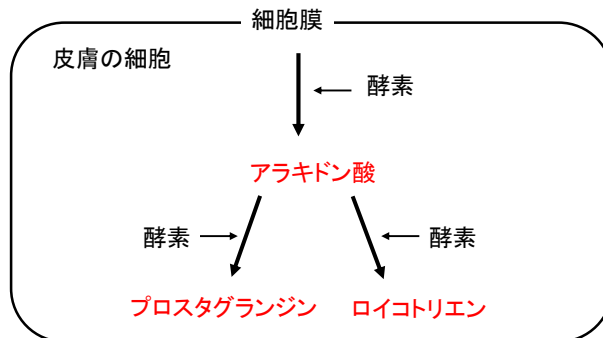 細胞膜
皮膚の細胞
酵素
アラキドン酸
酵素
酵素
プロスタグランジン
ロイコトリエン